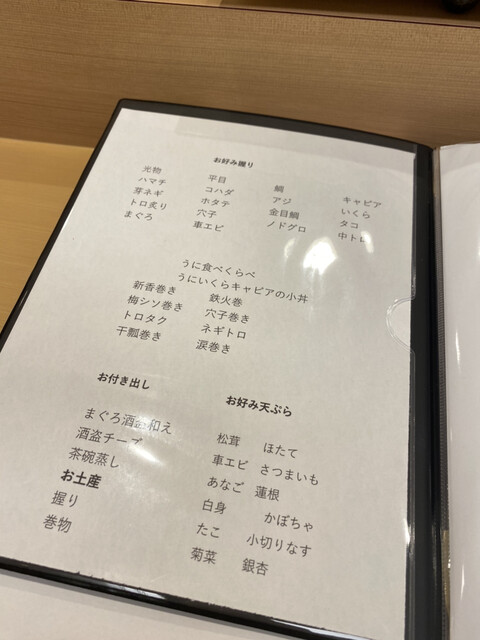 お好み握り
光物 平目 鯛 キャビア
ハマチ コハダ アジ いくら
芽ネギ ホタテ 金目鯛 タコ
トロ炙り 穴子 ノドグロ 中トロ
まぐろ 車エビ
うに食べくらべ
うにいくらキャビアの小丼
新香巻き 鉄火巻
梅シソ巻き 穴子巻き
トロタク ネギトロ
干瓢巻き 涙巻き
お付き出し
まぐろ酒盗和え
酒盗チーズ
茶碗蒸し
お土産
握り
巻物
お好み天ぷら
松茸 ほたて
車エビ さつまいも
あなご 蓮根
白身 かぼちゃ
たこ 小切りなす
菊菜 銀杏